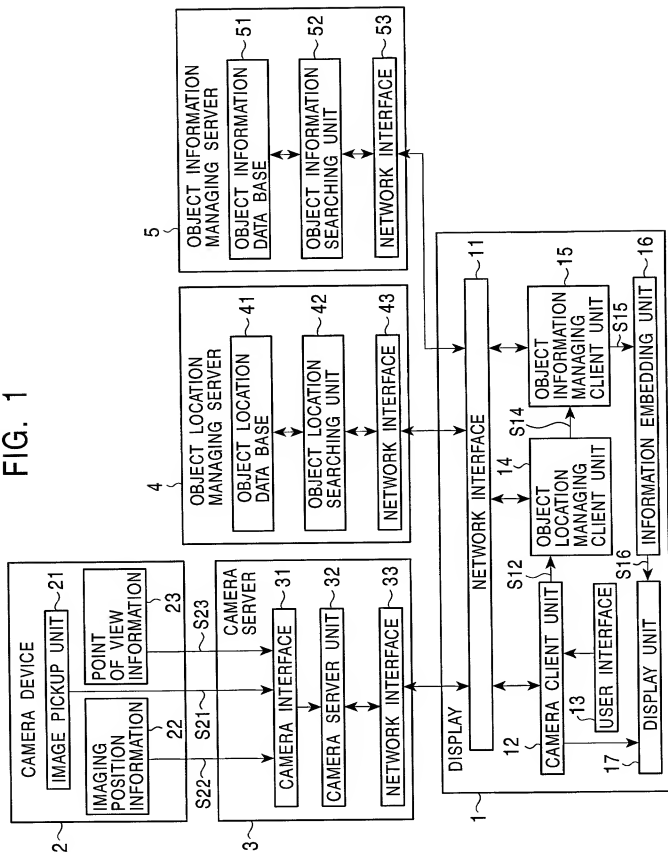 FIG. 1
2
CAMERA DEVICE
IMAGE PICKUP UNIT
21
IMAGING
POSITION
INFORMATION
22
POINT
OF VIEW
INFORMATION
23
S22
S21
S23
3
CAMERA
SERVER
CAMERA INTERFACE
31
CAMERA SERVER UNIT
32
NETWORK INTERFACE
33
4
OBJECT LOCATION
MANAGING SERVER
OBJECT LOCATION
DATA BASE
41
OBJECT LOCATION
SEARCHING UNIT
42
NETWORK INTERFACE
43
5
OBJECT INFORMATION
MANAGING SERVER
OBJECT INFORMATION
DATA BASE
51
OBJECT INFORMATION
SEARCHING UNIT
52
NETWORK INTERFACE
53
1
DISPLAY
NETWORK INTERFACE
11
12
CAMERA CLIENT UNIT
S12
13
USER INTERFACE
14
OBJECT
LOCATION
MANAGING
CLIENT UNIT
S14
OBJECT
INFORMATION
MANAGING
CLIENT UNIT
15
S15
17
DISPLAY UNIT
S16
INFORMATION EMBEDDING UNIT
16